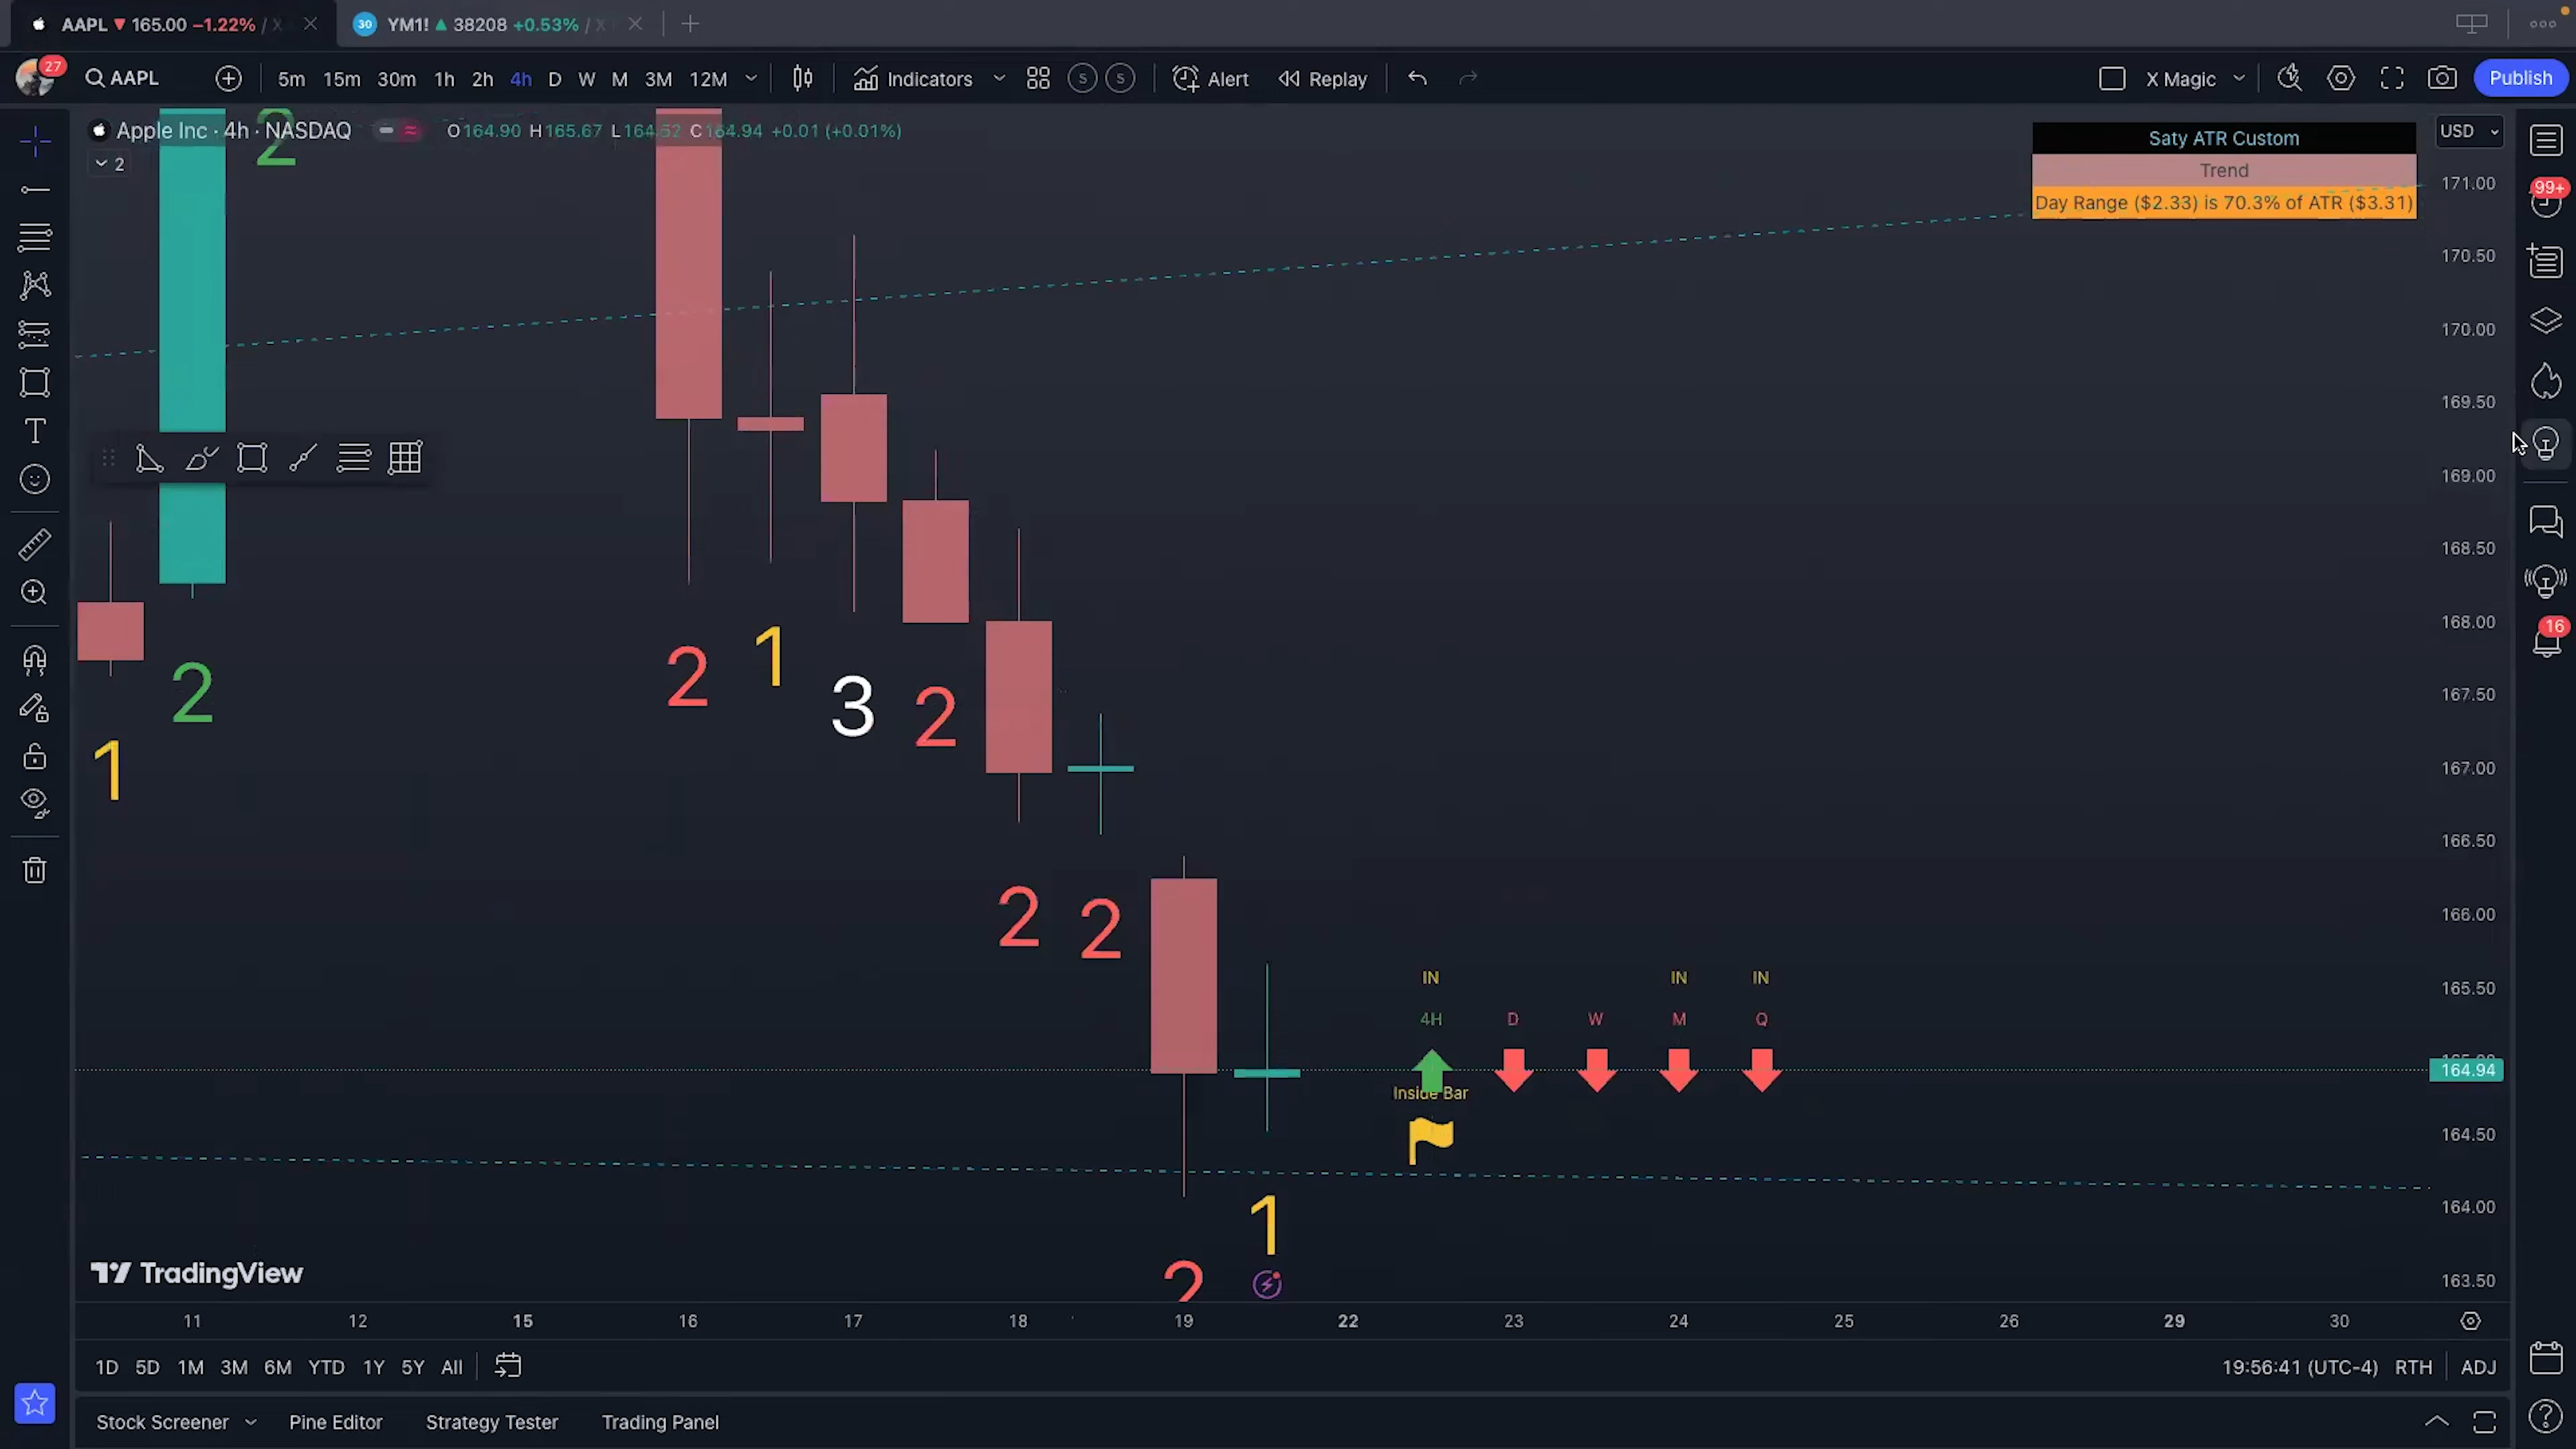 AAPL 165.00 −1.22% / X
YM1! 38208 +0.53% / X
27 AAPL 5m 15m 30m 1h 2h 4h D W M 3M 12M Indicators S S Alert Replay X Magic Publish
Apple Inc · 4h · NASDAQ O164.90 H165.67 L164.52 C164.94 +0.01 (+0.01%)
2
2
Saty ATR Custom
Trend
Day Range ($2.33) is 70.3% of ATR ($3.31)
USD
99+
16
171.00
170.50
170.00
169.50
169.00
168.50
168.00
167.50
167.00
166.50
166.00
165.50
164.94
164.50
164.00
163.50
1
2
2
1
3
2
2
2
2
1
IN IN IN
4H D W M Q
Inside Bar
TradingView
11 12 15 16 17 18 19 22 23 24 25 26 29 30
1D 5D 1M 3M 6M YTD 1Y 5Y All 19:56:41 (UTC-4) RTH ADJ
Stock Screener Pine Editor Strategy Tester Trading Panel